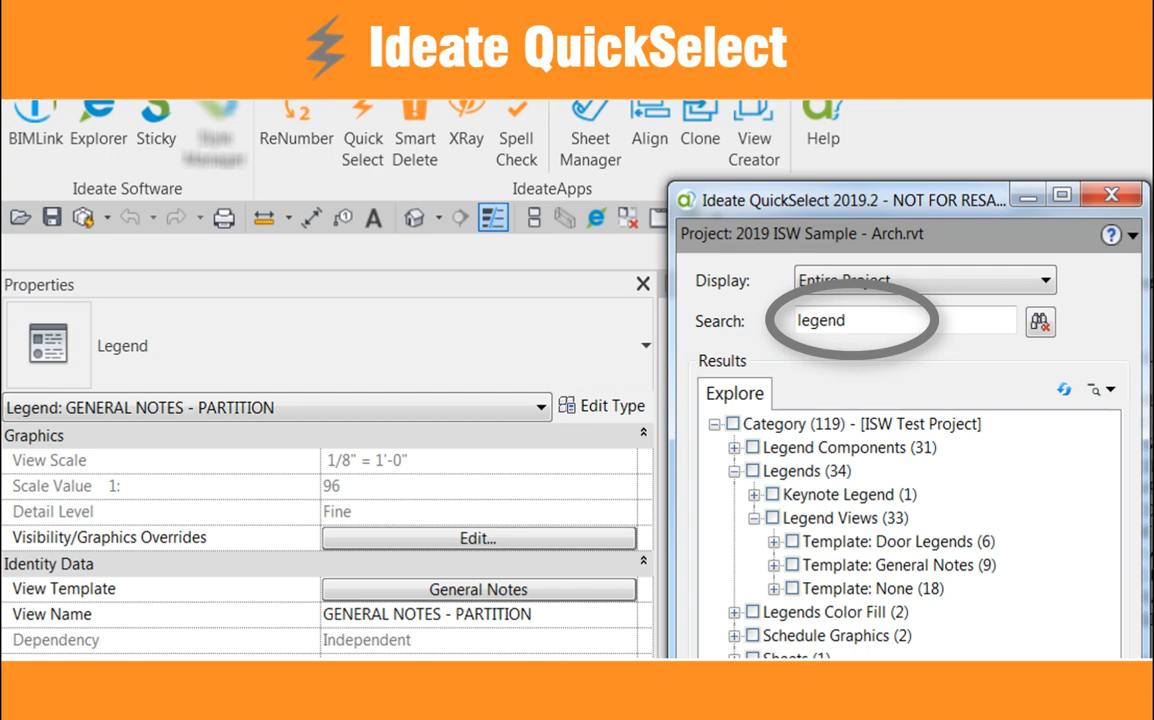 Ideate QuickSelect
BIMLink Explorer Sticky ReNumber Quick Select Smart Delete XRay Spell Check Sheet Manager Align Clone View Creator Help
Ideate Software IdeateApps
Ideate QuickSelect 2019.2 - NOT FOR RESA...
Project: 2019 ISW Sample - Arch.rvt
Display: Entire Project
Search: legend
Results
Explore
Category (119) - [ISW Test Project]
Legend Components (31)
Legends (34)
Keynote Legend (1)
Legend Views (33)
Template: Door Legends (6)
Template: General Notes (9)
Template: None (18)
Legends Color Fill (2)
Schedule Graphics (2)
Sheets (1)
Properties
Legend
Legend: GENERAL NOTES - PARTITION Edit Type
Graphics
View Scale 1/8" = 1'-0"
Scale Value 1: 96
Detail Level Fine
Visibility/Graphics Overrides Edit...
Identity Data
View Template General Notes
View Name GENERAL NOTES - PARTITION
Dependency Independent